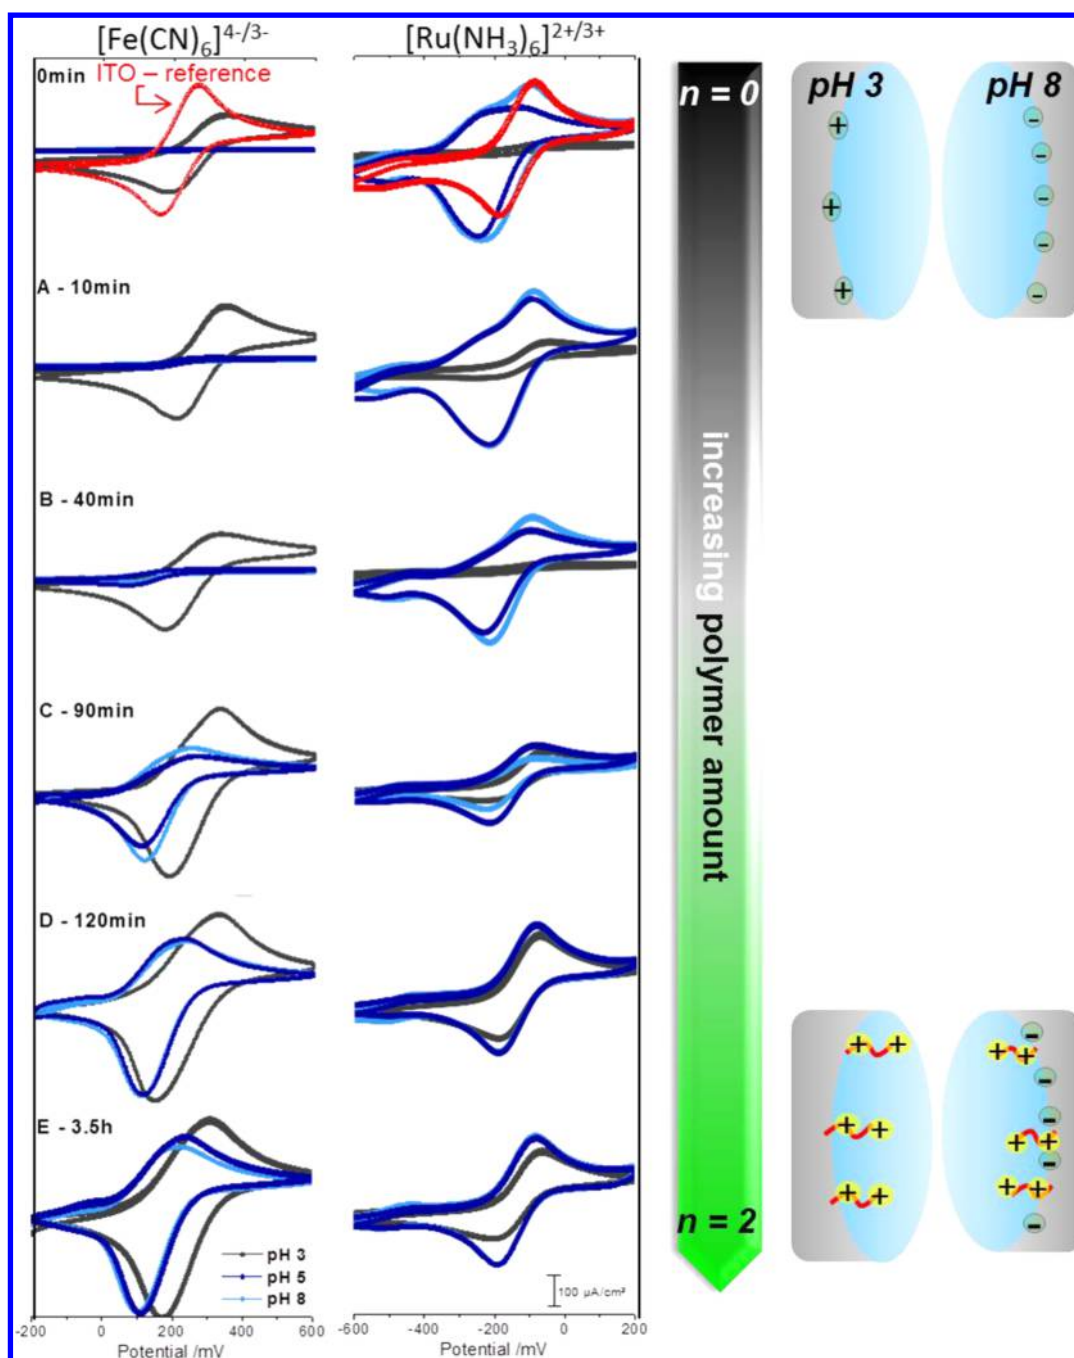 [Fe(CN)6]4-/3-
[Ru(NH3)6]2+/3+
0min
ITO – reference
n = 0
pH 3
pH 8
+
+
+
-
-
-
-
-
A - 10min
B - 40min
increasing polymer amount
C - 90min
D - 120min
+ +
+ +
+ +
+ +
+ +
+ +
-
-
-
-
-
-
E - 3.5h
n = 2
pH 3
pH 5
pH 8
100 µA/cm²
-200 0 200 400 600
Potential /mV
-600 -400 -200 0 200
Potential /mV